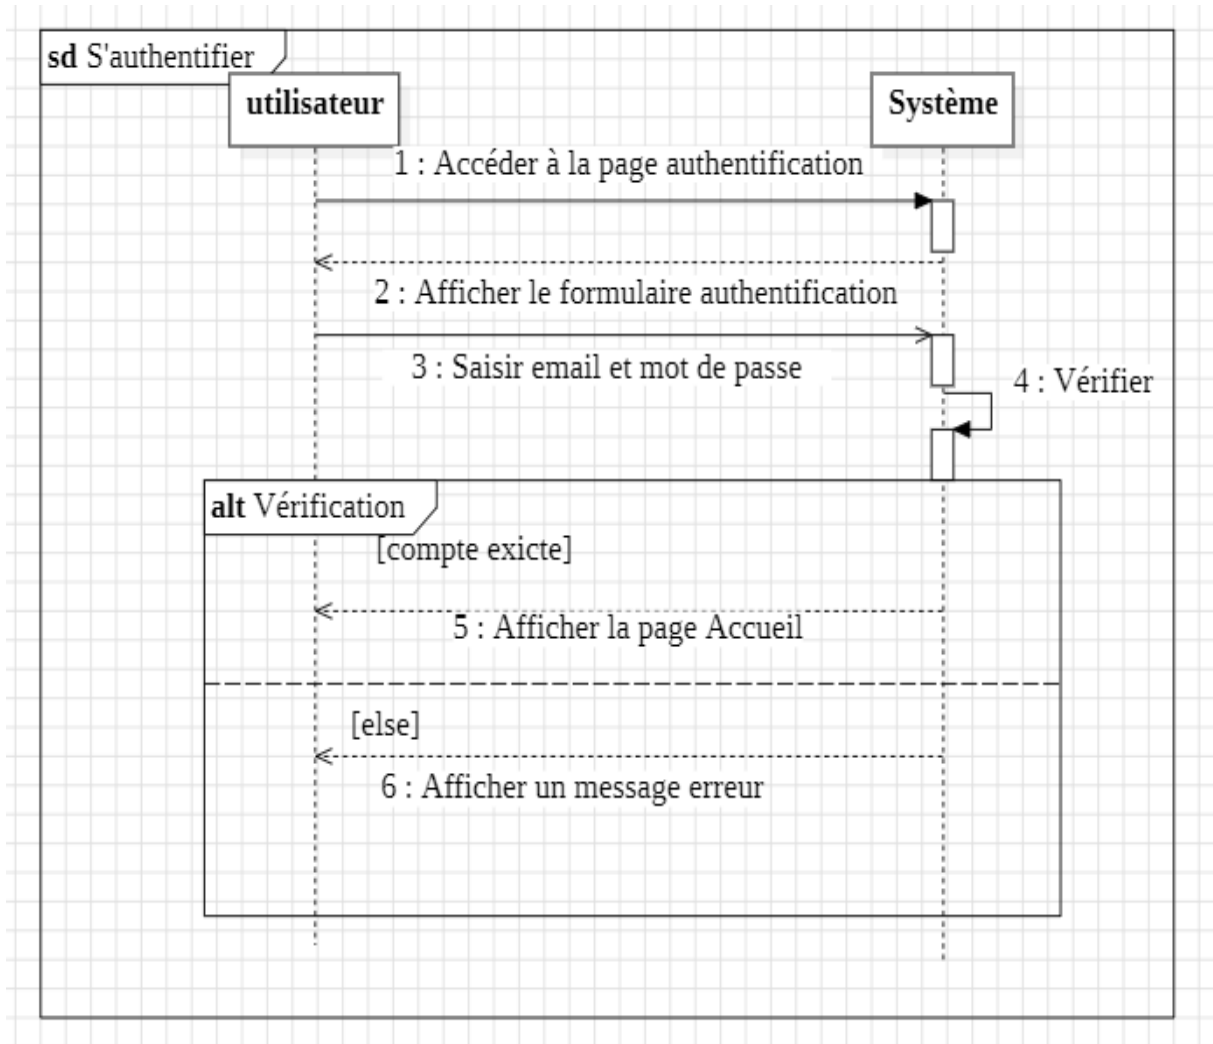 sd S'authentifier
utilisateur
Système
1 : Accéder à la page authentification
2 : Afficher le formulaire authentification
3 : Saisir email et mot de passe
4 : Vérifier
alt Vérification
[compte exicte]
5 : Afficher la page Accueil
[else]
6 : Afficher un message erreur